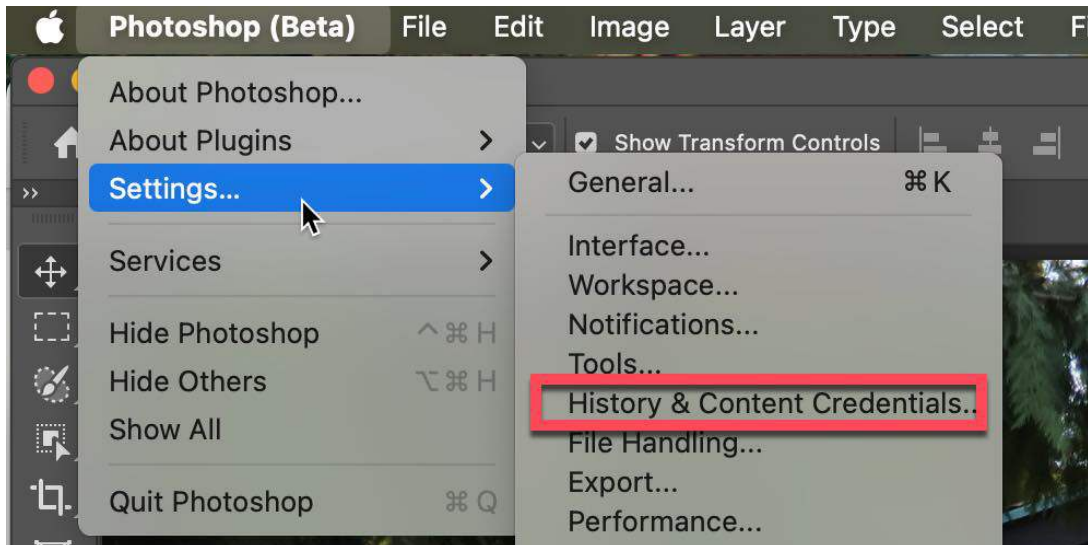 Photoshop (Beta) File Edit Image Layer Type Select
About Photoshop...
About Plugins
Show Transform Controls
Settings...
General... ⌘ K
Interface...
Services
Workspace...
Notifications...
Hide Photoshop ^ ⌘ H
Tools...
Hide Others ⌥ ⌘ H
History & Content Credentials..
Show All
File Handling...
Export...
Quit Photoshop ⌘ Q
Performance...